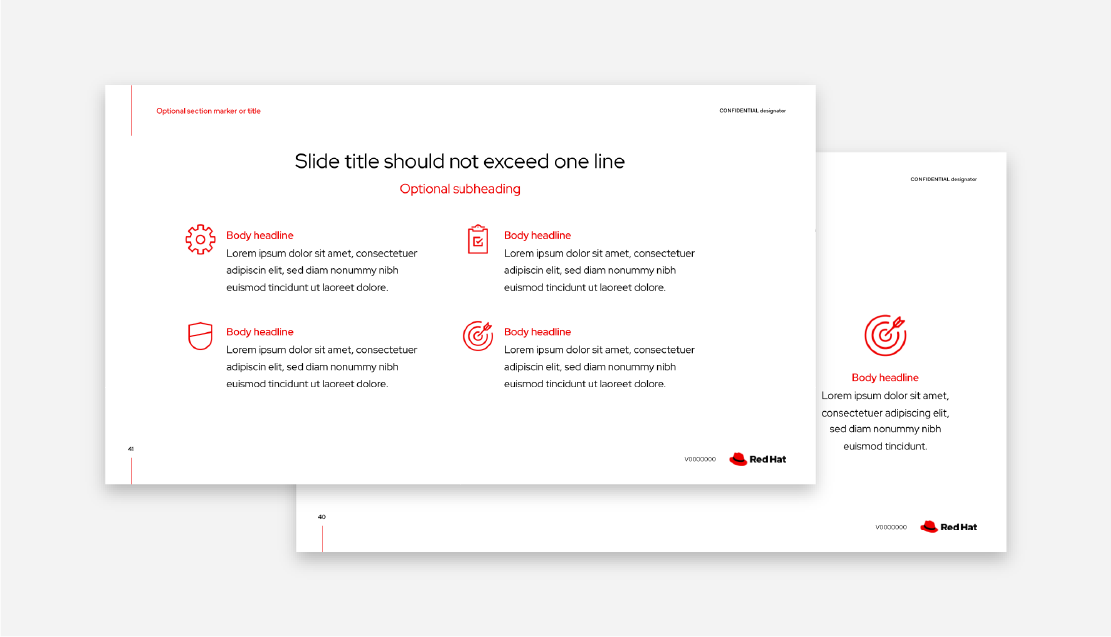 Optional section marker or title
CONFIDENTIAL designator
Slide title should not exceed one line
Optional subheading
Body headline
Lorem ipsum dolor sit amet, consectetuer
adipiscin elit, sed diam nonummy nibh
euismod tincidunt ut laoreet dolore.
Body headline
Lorem ipsum dolor sit amet, consectetuer
adipiscin elit, sed diam nonummy nibh
euismod tincidunt ut laoreet dolore.
Body headline
Lorem ipsum dolor sit amet, consectetuer
adipiscin elit, sed diam nonummy nibh
euismod tincidunt ut laoreet dolore.
Body headline
Lorem ipsum dolor sit amet, consectetuer
adipiscin elit, sed diam nonummy nibh
euismod tincidunt ut laoreet dolore.
41
V0000000
Red Hat
CONFIDENTIAL designator
Body headline
Lorem ipsum dolor sit amet,
consectetuer adipiscing elit,
sed diam nonummy nibh
euismod tincidunt.
40
V0000000
Red Hat